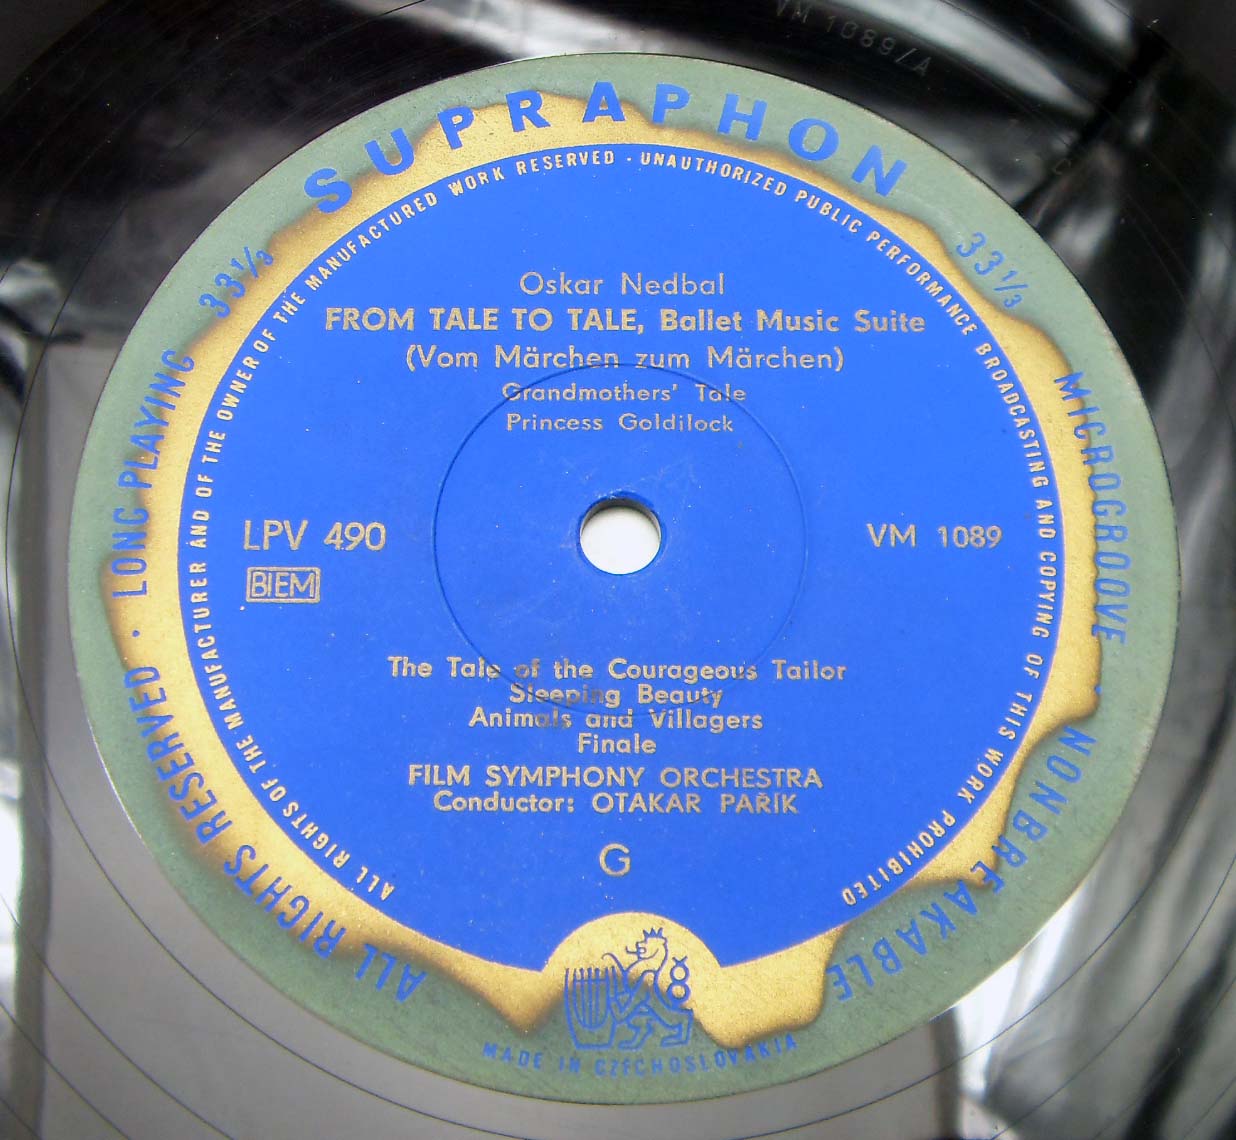 VM 1089/A
SUPRAPHON
33⅓
33⅓
ALL RIGHTS RESERVED · LONG PLAYING
MICROGROOVE · NONBREAKABLE
ALL RIGHTS OF THE MANUFACTURER AND OF THE OWNER OF THE MANUFACTURED WORK RESERVED · UNAUTHORIZED PUBLIC PERFORMANCE BROADCASTING AND COPYING OF THIS WORK PROHIBITED
Oskar Nedbal
FROM TALE TO TALE, Ballet Music Suite
(Vom Märchen zum Märchen)
Grandmothers' Tale
Princess Goldilock
LPV 490
VM 1089
BIEM
The Tale of the Courageous Tailor
Sleeping Beauty
Animals and Villagers
Finale
FILM SYMPHONY ORCHESTRA
Conductor: OTAKAR PAŘÍK
G
MADE IN CZECHOSLOVAKIA